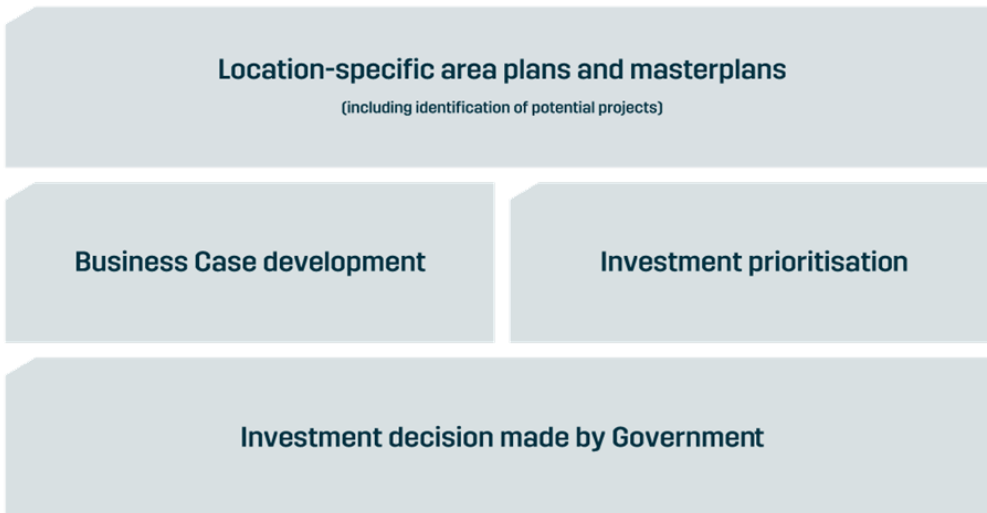 Location-specific area plans and masterplans
(including identification of potential projects)
Business Case development
Investment prioritisation
Investment decision made by Government